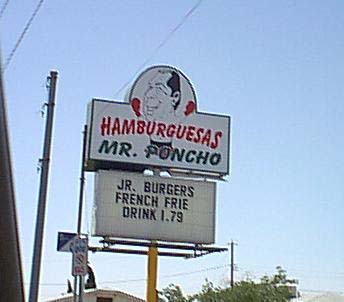 HAMBURGUESAS
MR. PONCHO
JR. BURGERS
FRENCH FRIE
DRINK 1.79